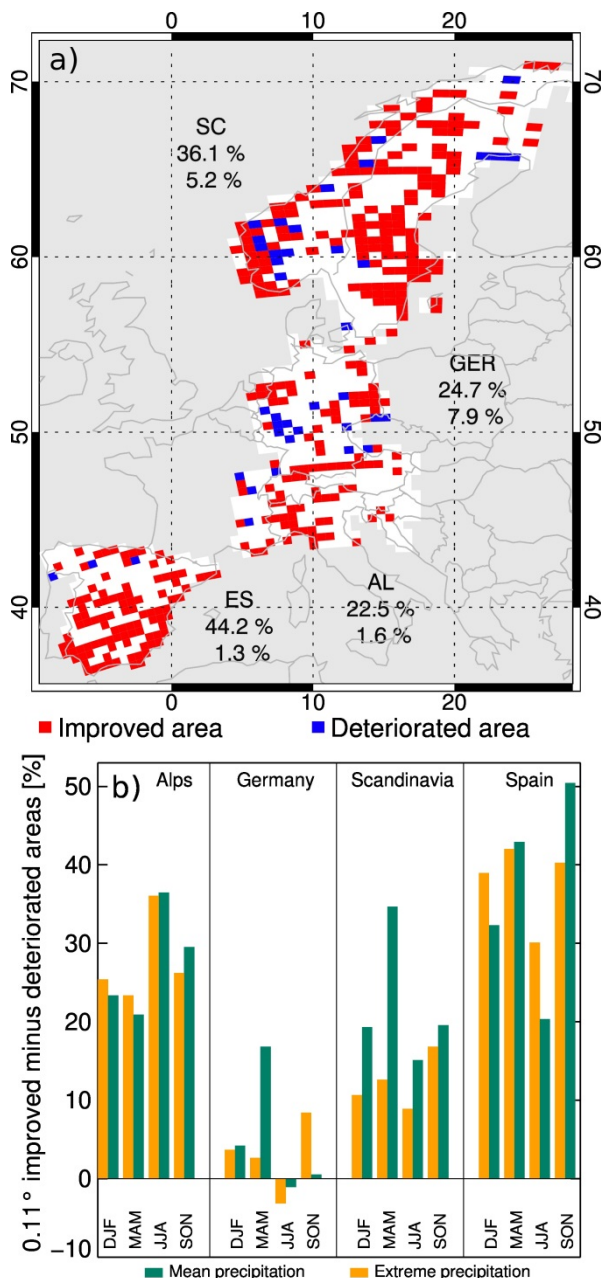 0 10 20
a)
70 70
SC
36.1 %
5.2 %
60 60
GER
24.7 %
7.9 %
50 50
AL
22.5 %
1.6 %
ES
44.2 %
1.3 %
40 40
0 10 20
Improved area Deteriorated area
b) Alps Germany Scandinavia Spain
0.11° improved minus deteriorated areas [%]
50
40
30
20
10
0
−10
DJF MAM JJA SON DJF MAM JJA SON DJF MAM JJA SON DJF MAM JJA SON
Mean precipitation Extreme precipitation